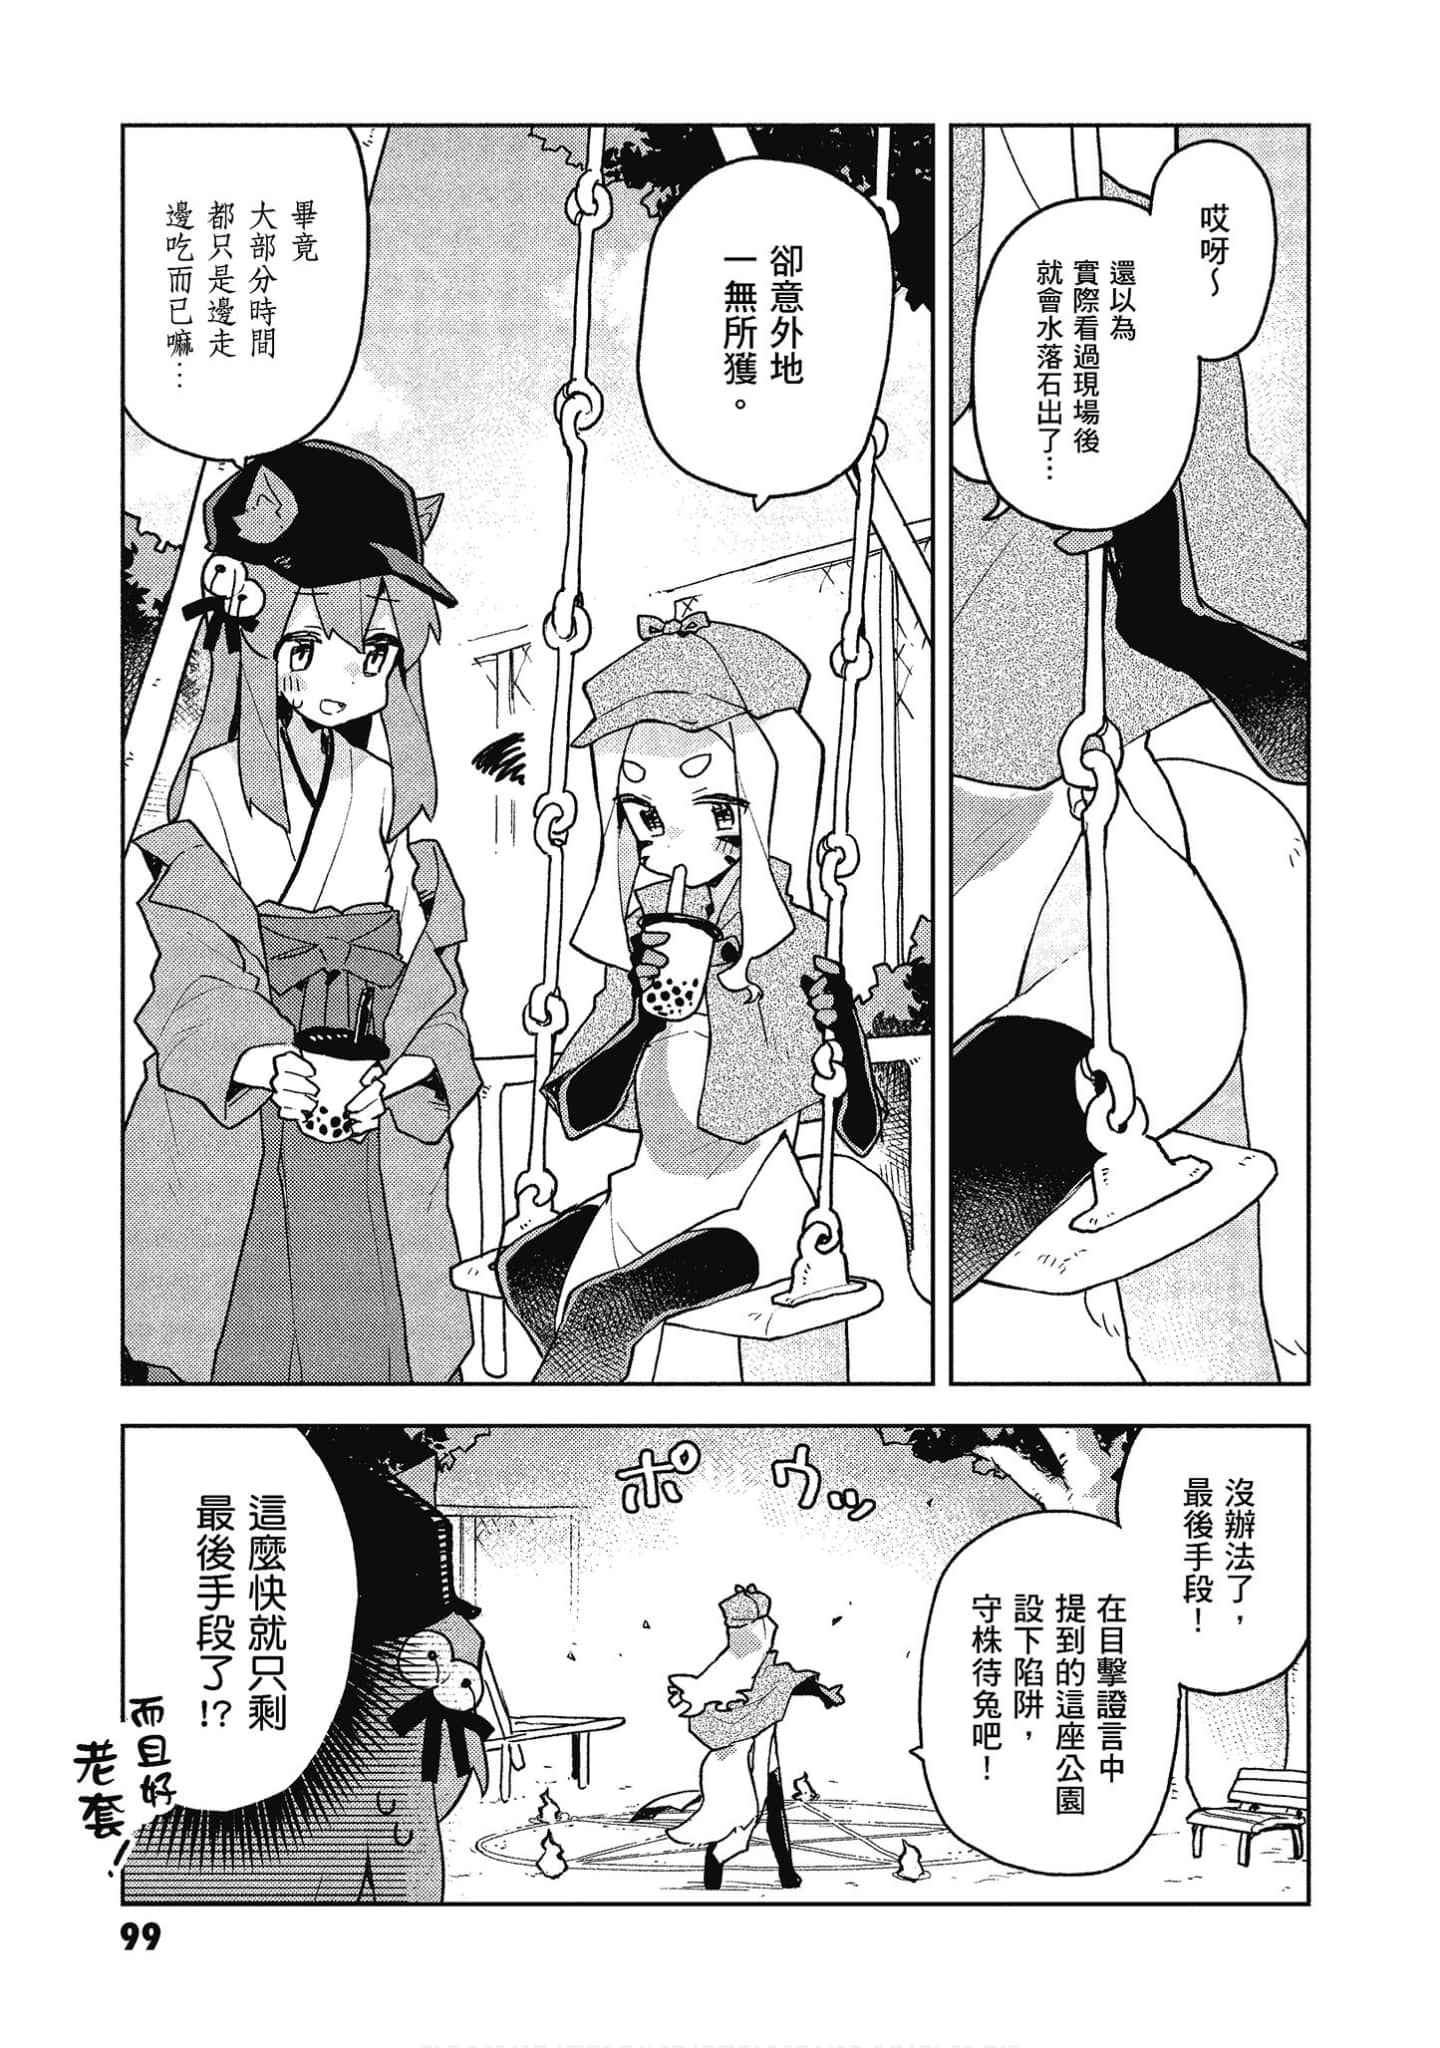 哎呀～
還以為
實際看過現場後
就會水落石出了…
卻意外地
一無所獲。
畢竟
大部分時間
都只是邊走
邊吃而已嘛…
沒辦法了，
最後手段！
在目擊證言中
提到的這座公園
設下陷阱，
守株待兔吧！
ポウッ
這麼快就只剩
最後手段了!?
而且好
老套！
99